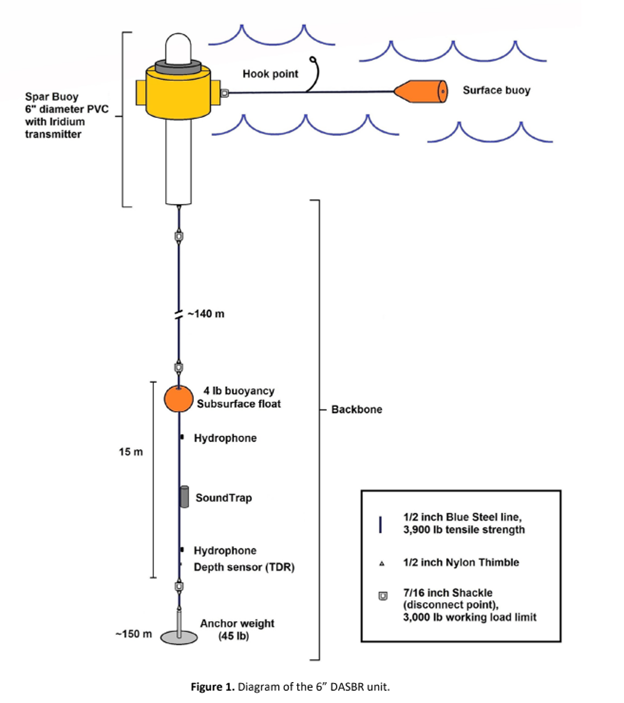 Hook point
Surface buoy
Spar Buoy
6" diameter PVC
with Iridium
transmitter
~140 m
4 lb buoyancy
Subsurface float
Backbone
Hydrophone
15 m
SoundTrap
Hydrophone
Depth sensor (TDR)
Anchor weight
(45 lb)
~150 m
1/2 inch Blue Steel line,
3,900 lb tensile strength
1/2 inch Nylon Thimble
7/16 inch Shackle
(disconnect point),
3,000 lb working load limit
Figure 1. Diagram of the 6” DASBR unit.